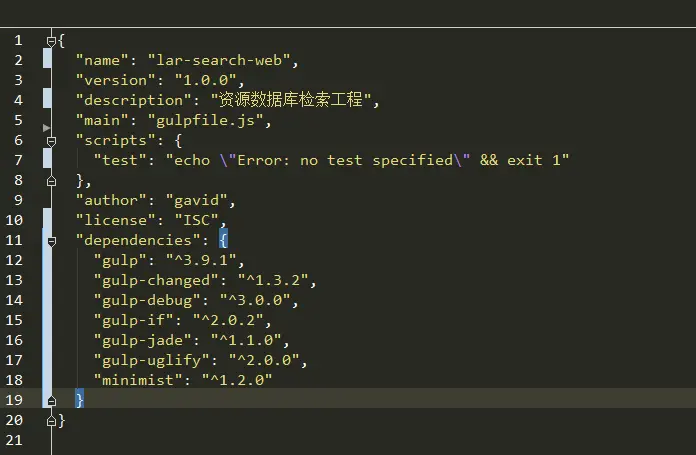 1 {
2 "name": "lar-search-web",
3 "version": "1.0.0",
4 "description": "资源数据库检索工程",
5 "main": "gulpfile.js",
6 "scripts": {
7 "test": "echo \"Error: no test specified\" && exit 1"
8 },
9 "author": "gavid",
10 "license": "ISC",
11 "dependencies": {
12 "gulp": "^3.9.1",
13 "gulp-changed": "^1.3.2",
14 "gulp-debug": "^3.0.0",
15 "gulp-if": "^2.0.2",
16 "gulp-jade": "^1.1.0",
17 "gulp-uglify": "^2.0.0",
18 "minimist": "^1.2.0"
19 }
20 }
21